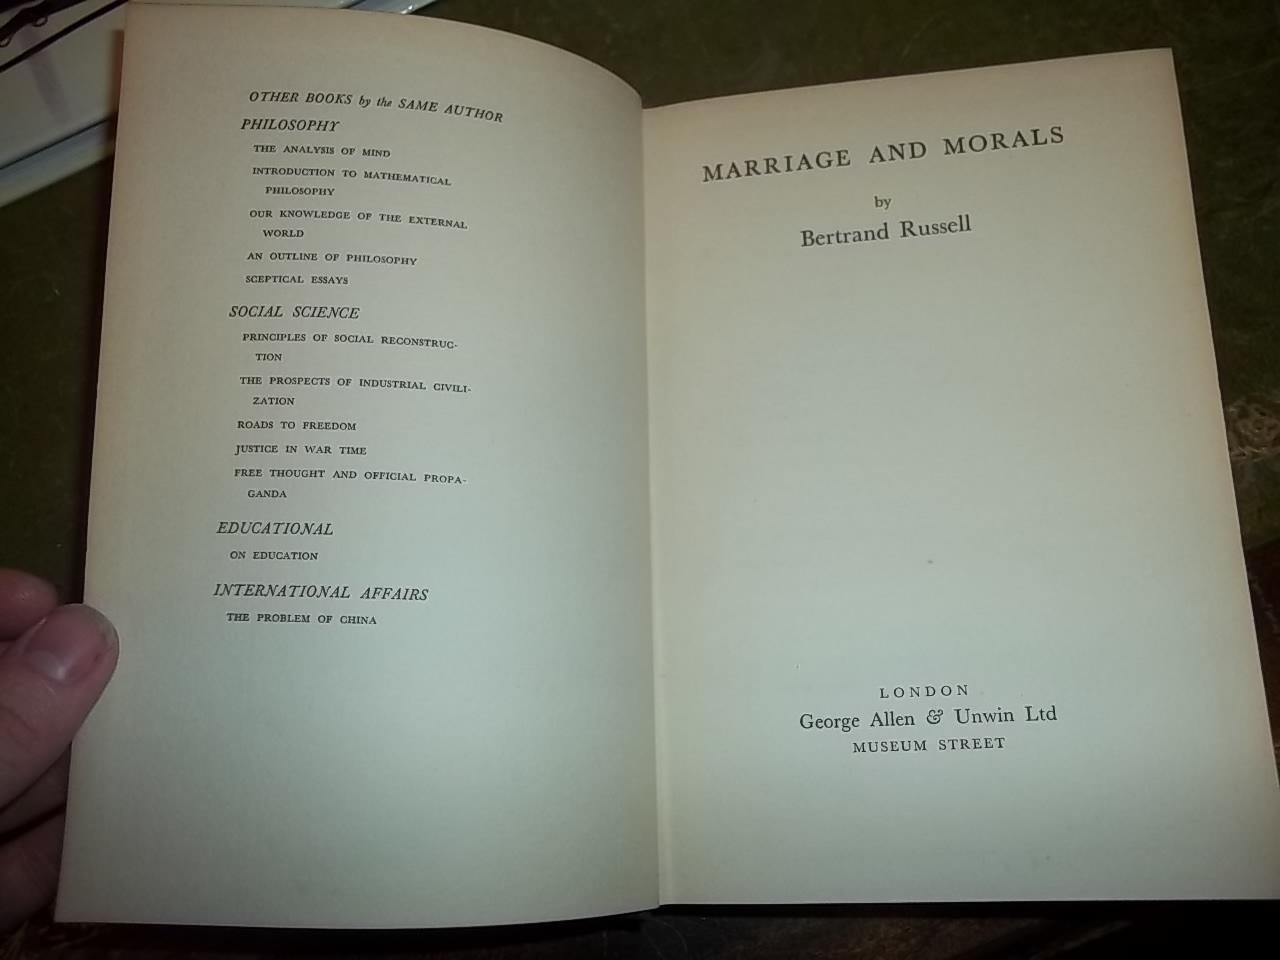 OTHER BOOKS by the SAME AUTHOR
PHILOSOPHY
THE ANALYSIS OF MIND
INTRODUCTION TO MATHEMATICAL
PHILOSOPHY
OUR KNOWLEDGE OF THE EXTERNAL
WORLD
AN OUTLINE OF PHILOSOPHY
SCEPTICAL ESSAYS
SOCIAL SCIENCE
PRINCIPLES OF SOCIAL RECONSTRUC-
TION
THE PROSPECTS OF INDUSTRIAL CIVILI-
ZATION
ROADS TO FREEDOM
JUSTICE IN WAR TIME
FREE THOUGHT AND OFFICIAL PROPA-
GANDA
EDUCATIONAL
ON EDUCATION
INTERNATIONAL AFFAIRS
THE PROBLEM OF CHINA
MARRIAGE AND MORALS
by
Bertrand Russell
LONDON
George Allen & Unwin Ltd
MUSEUM STREET